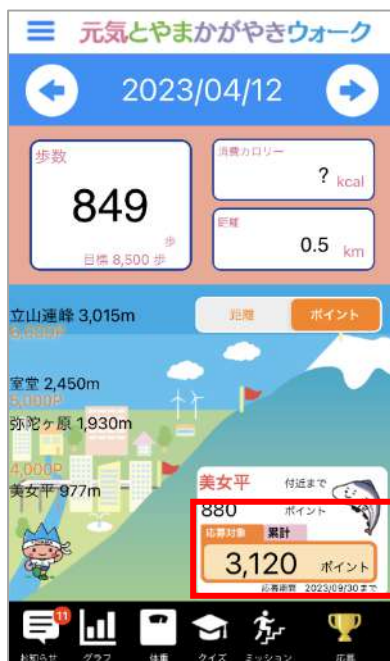 元気とやまかがやきウォーク
2023/04/12
歩数
849
歩
目標 8,500 歩
消費カロリー
? kcal
距離
0.5 km
距離 ポイント
立山連峰 3,015m
室堂 2,450m
弥陀ヶ原 1,930m
4,000P
美女平 977m
美女平 付近まで
880 ポイント
応募対象 累計
3,120 ポイント
応募期間 2023/09/30まで
11
お知らせ グラフ 体重 クイズ ミッション 応募